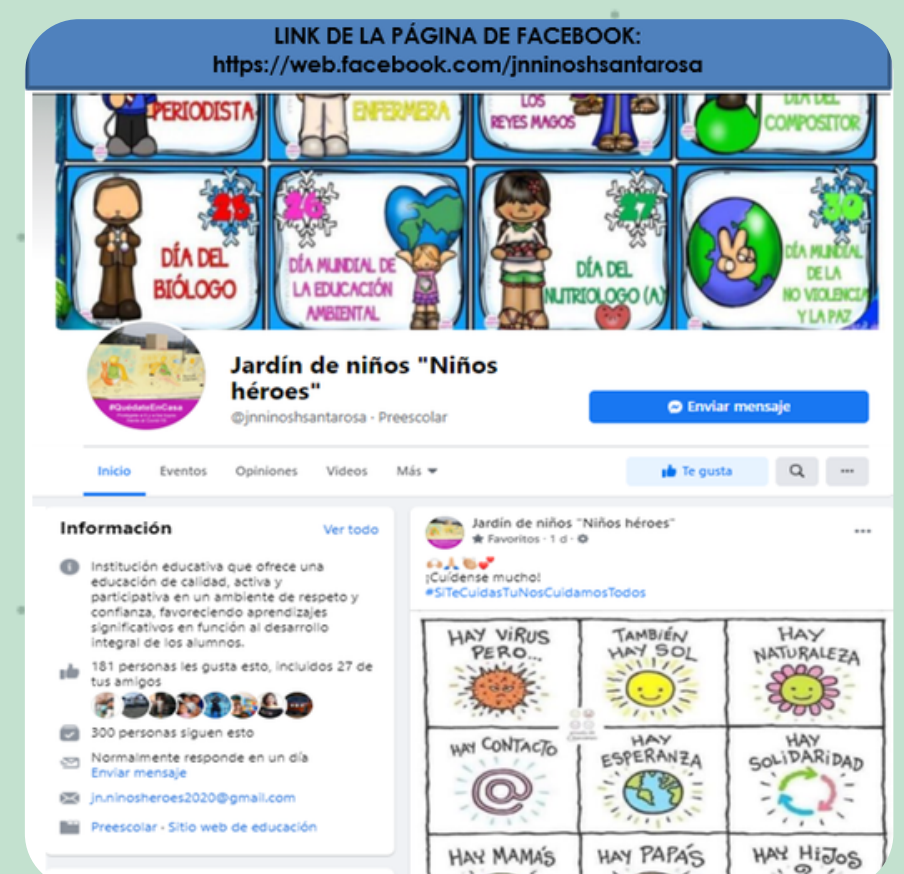 LINK DE LA PÁGINA DE FACEBOOK:
https://web.facebook.com/jnninoshsantarosa
PERIODISTA
ENFERMERA
LOS
REYES MAGOS
DÍA DEL
COMPOSITOR
25
DÍA DEL
BIÓLOGO
26
DÍA MUNDIAL DE
LA EDUCACIÓN
AMBIENTAL
27
DÍA DEL
NUTRIOLOGO (A)
30
DÍA MUNDIAL
DE LA
NO VIOLENCIA
Y LA PAZ
#QuédateEnCasa
Jardín de niños "Niños
héroes"
@jnninoshsantarosa · Preescolar
Enviar mensaje
Inicio Eventos Opiniones Videos Más
Te gusta
Información Ver todo
Institución educativa que ofrece una
educación de calidad, activa y
participativa en un ambiente de respeto y
confianza, favoreciendo aprendizajes
significativos en función al desarrollo
integral de los alumnos.
181 personas les gusta esto, incluidos 27 de
tus amigos
300 personas siguen esto
Normalmente responde en un día
Enviar mensaje
jn.ninosheroes2020@gmail.com
Preescolar · Sitio web de educación
Jardín de niños "Niños héroes"
Favoritos · 1 d ·
¡Cuídense mucho!
#SiTeCuidasTuNosCuidamosTodos
HAY VIRUS
PERO...
TAMBIÉN
HAY SOL
HAY
NATURALEZA
HAY CONTACTO
@
HAY
ESPERANZA
HAY
SOLIDARIDAD
HAY MAMÁS
HAY PAPÁS
HAY HIJOS